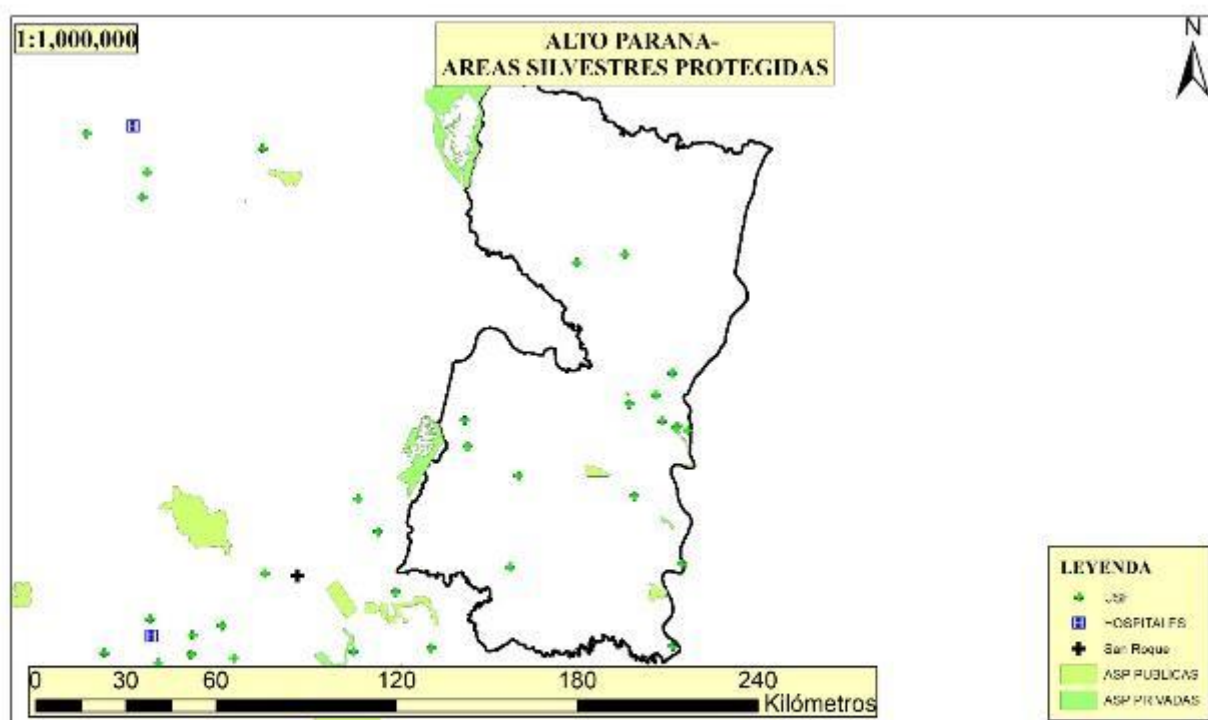 1:1,000,000
ALTO PARANA-
AREAS SILVESTRES PROTEGIDAS
N
H
H
LEYENDA
H HOSPITALES
San Roque
ASP PUBLICAS
ASP PRIVADAS
0 30 60 120 180 240
Kilómetros